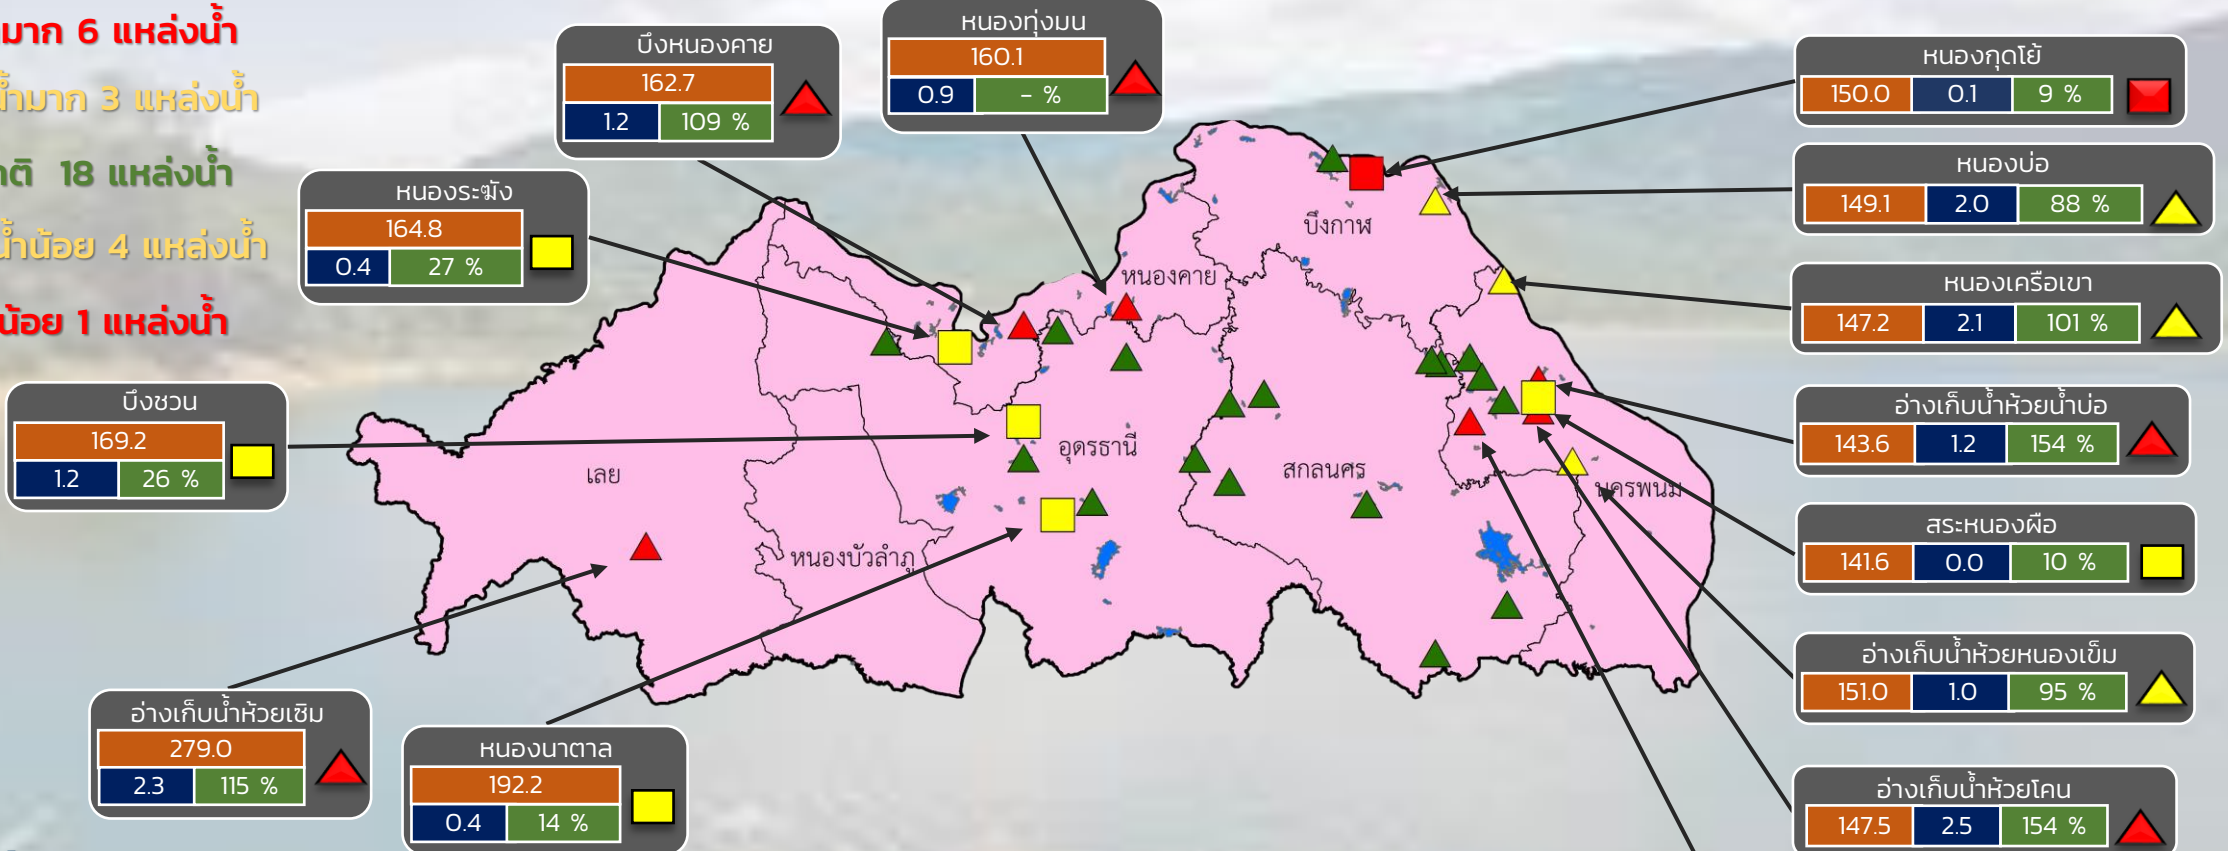 มาก 6 แหล่งน้ำ
น้ำมาก 3 แหล่งน้ำ
18 แหล่งน้ำ
น้ำน้อย 4 แหล่งน้ำ
น้อย 1 แหล่งน้ำ
บึงหนองคาย
162.7
1.2 109 %
หนองทุ่งมน
160.1
0.9 - %
หนองระฆัง
164.8
0.4 27 %
บึงชวน
169.2
1.2 26 %
อ่างเก็บน้ำห้วยเซิม
279.0
2.3 115 %
หนองนาตาล
192.2
0.4 14 %
บึงกาฬ
หนองคาย
อุดรธานี
เลย
สกลนคร
นครพนม
หนองบัวลำภู
หนองกุดโย้
150.0 0.1 9 %
หนองบ่อ
149.1 2.0 88 %
หนองเครือเขา
147.2 2.1 101 %
อ่างเก็บน้ำห้วยน้ำบ่อ
143.6 1.2 154 %
สระหนองผือ
141.6 0.0 10 %
อ่างเก็บน้ำห้วยหนองเข็ม
151.0 1.0 95 %
อ่างเก็บน้ำห้วยโคน
147.5 2.5 154 %